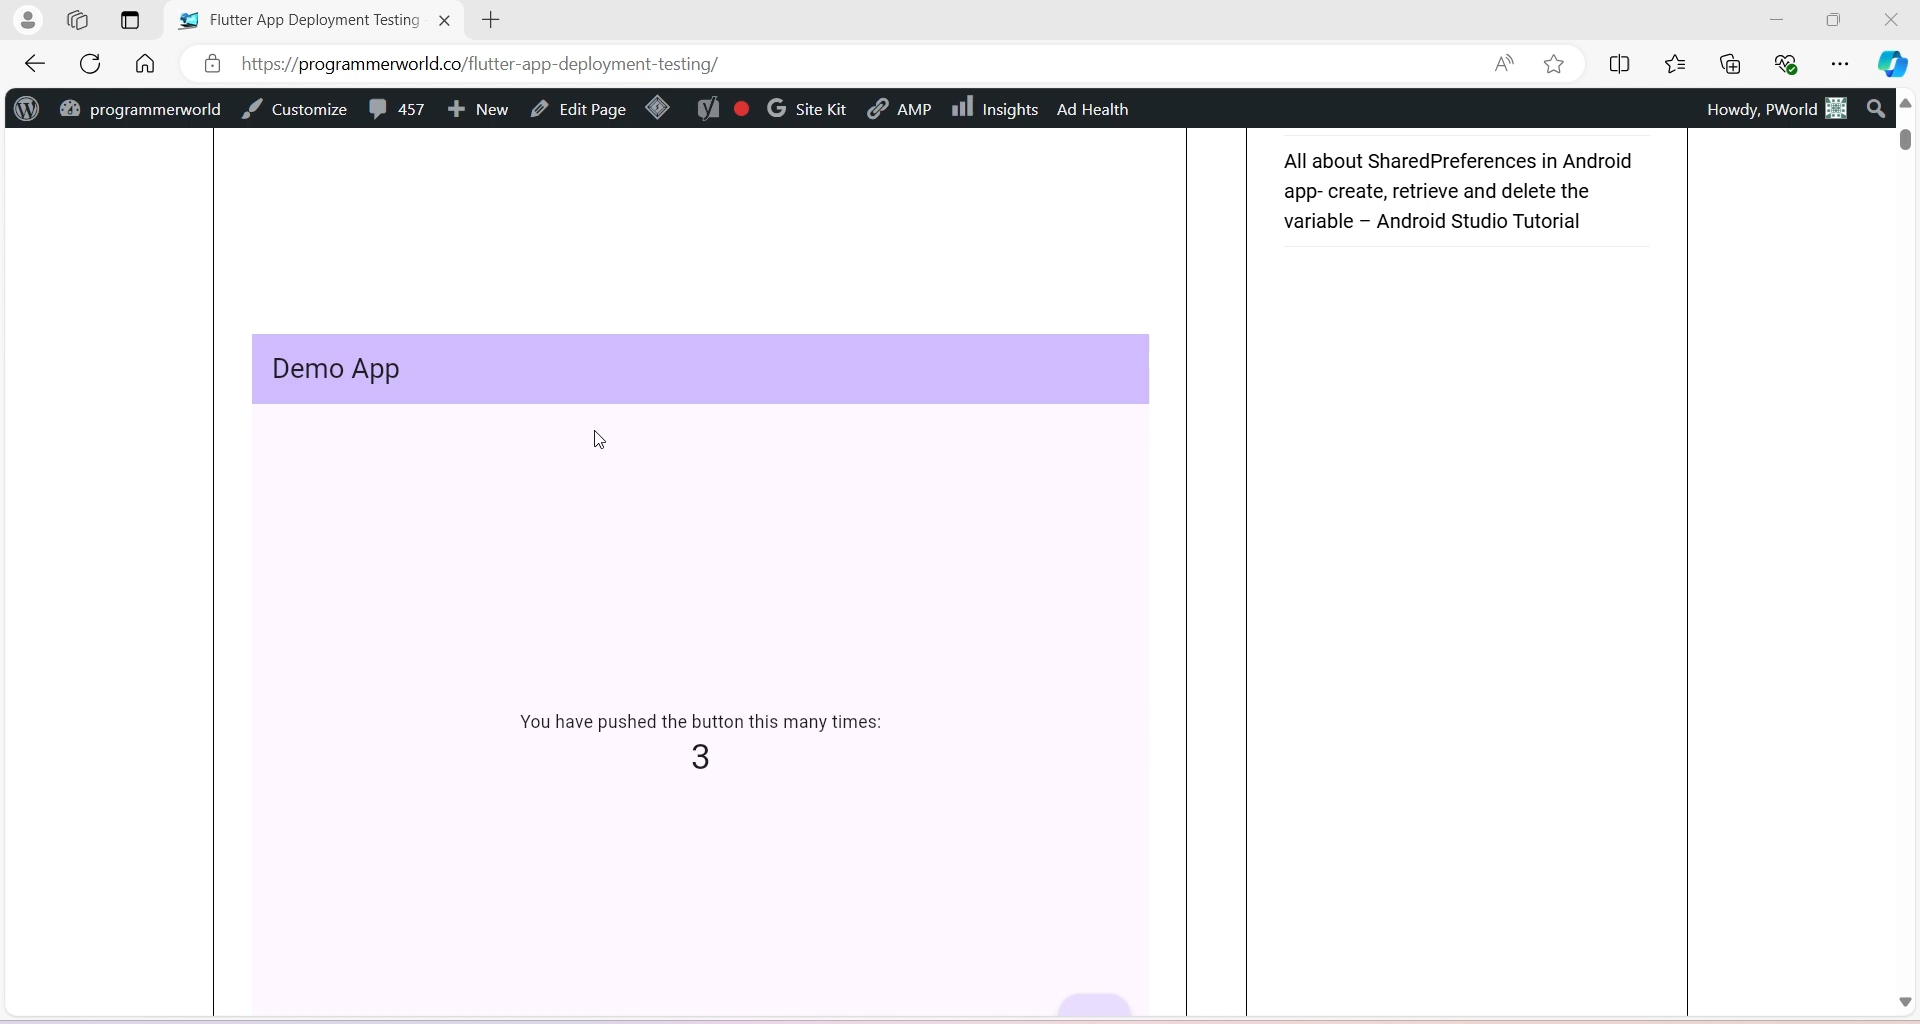 Flutter App Deployment Testing
https://programmerworld.co/flutter-app-deployment-testing/
programmerworld Customize 457 New Edit Page Site Kit AMP Insights Ad Health Howdy, PWorld
All about SharedPreferences in Android
app- create, retrieve and delete the
variable – Android Studio Tutorial
Demo App
You have pushed the button this many times:
3